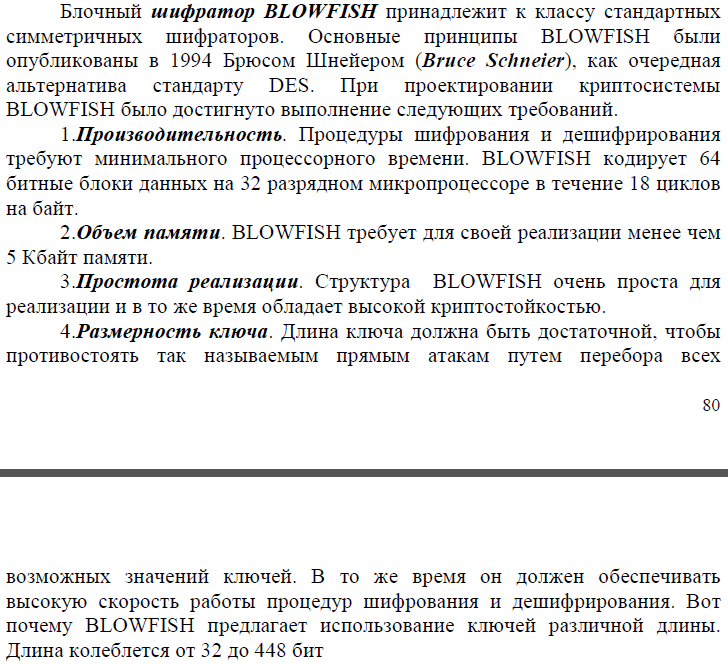 Блочный шифратор BLOWFISH принадлежит к классу стандартных
симметричных шифраторов. Основные принципы BLOWFISH были
опубликованы в 1994 Брюсом Шнейером (Bruce Schneier), как очередная
альтернатива стандарту DES. При проектировании криптосистемы
BLOWFISH было достигнуто выполнение следующих требований.
1.Производительность. Процедуры шифрования и дешифрирования
требуют минимального процессорного времени. BLOWFISH кодирует 64
битные блоки данных на 32 разрядном микропроцессоре в течение 18 циклов
на байт.
2.Объем памяти. BLOWFISH требует для своей реализации менее чем
5 Кбайт памяти.
3.Простота реализации. Структура BLOWFISH очень проста для
реализации и в то же время обладает высокой криптостойкостью.
4.Размерность ключа. Длина ключа должна быть достаточной, чтобы
противостоять так называемым прямым атакам путем перебора всех
80
возможных значений ключей. В то же время он должен обеспечивать
высокую скорость работы процедур шифрования и дешифрирования. Вот
почему BLOWFISH предлагает использование ключей различной длины.
Длина колеблется от 32 до 448 бит